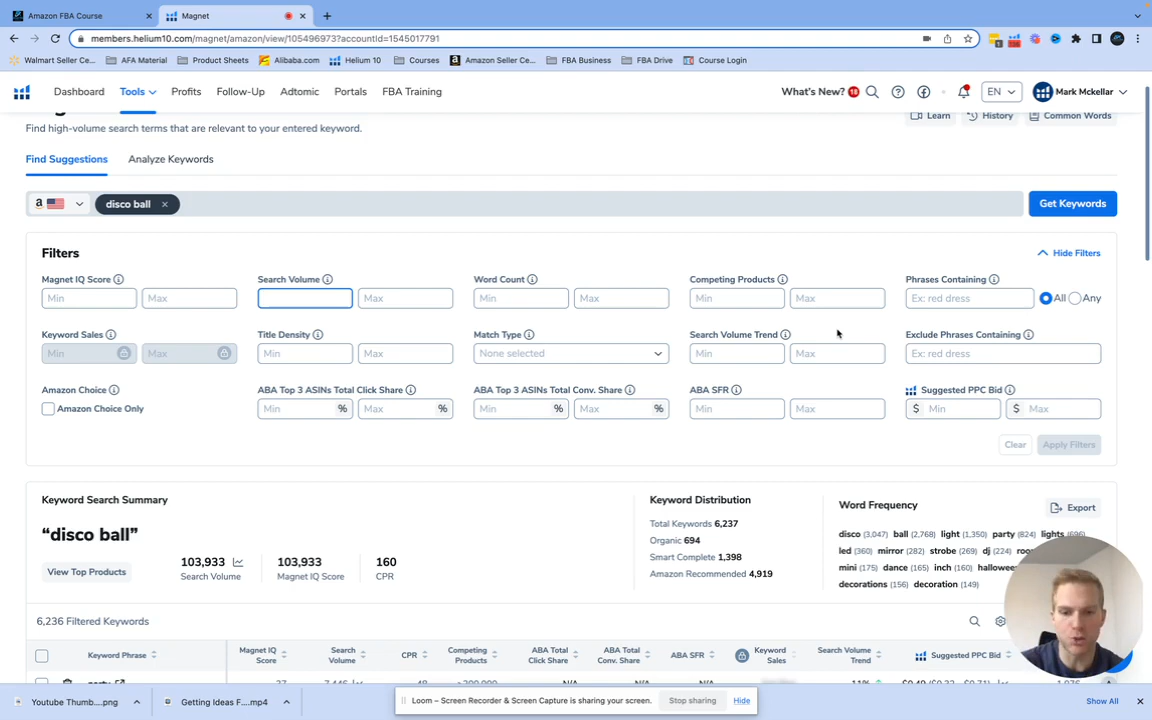 Amazon FBA Course
Magnet
members.helium10.com/magnet/amazon/view/105496973?accountId=1545017791
Walmart Seller Ce...
AFA Material
Product Sheets
Alibaba.com
Helium 10
Courses
Amazon Seller Ce...
FBA Business
FBA Drive
Course Login
Dashboard
Tools
Profits
Follow-Up
Adtomic
Portals
FBA Training
What's New? 18
EN
Mark Mckellar
Find high-volume search terms that are relevant to your entered keyword.
Learn
History
Common Words
Find Suggestions
Analyze Keywords
a
disco ball
Get Keywords
Filters
Hide Filters
Magnet IQ Score
Search Volume
Word Count
Competing Products
Phrases Containing
Min Max
Max
Min Max
Min Max
Ex: red dress
All
Any
Keyword Sales
Title Density
Match Type
Search Volume Trend
Exclude Phrases Containing
Min Max
Min Max
None selected
Min Max
Ex: red dress
Amazon Choice
ABA Top 3 ASINs Total Click Share
ABA Top 3 ASINs Total Conv. Share
ABA SFR
Suggested PPC Bid
Amazon Choice Only
Min % Max %
Min % Max %
Min Max
$ Min $ Max
Clear
Apply Filters
Keyword Search Summary
"disco ball"
103,933
Search Volume
103,933
Magnet IQ Score
160
CPR
View Top Products
Keyword Distribution
Total Keywords 6,237
Organic 694
Smart Complete 1,398
Amazon Recommended 4,919
Word Frequency
Export
disco (3,047) ball (2,768) light (1,350) party (824) lights (696)
led (360) mirror (282) strobe (269) dj (224)
mini (175) dance (165) inch (160)
decorations (156) decoration (149)
6,236 Filtered Keywords
Keyword Phrase
Magnet IQ Score
Search Volume
CPR
Competing Products
ABA Total Click Share
ABA Total Conv. Share
ABA SFR
Keyword Sales
Search Volume Trend
Suggested PPC Bid
Youtube Thumb....png
Getting Ideas F....mp4
Loom – Screen Recorder & Screen Capture is sharing your screen.
Stop sharing
Hide
Show All